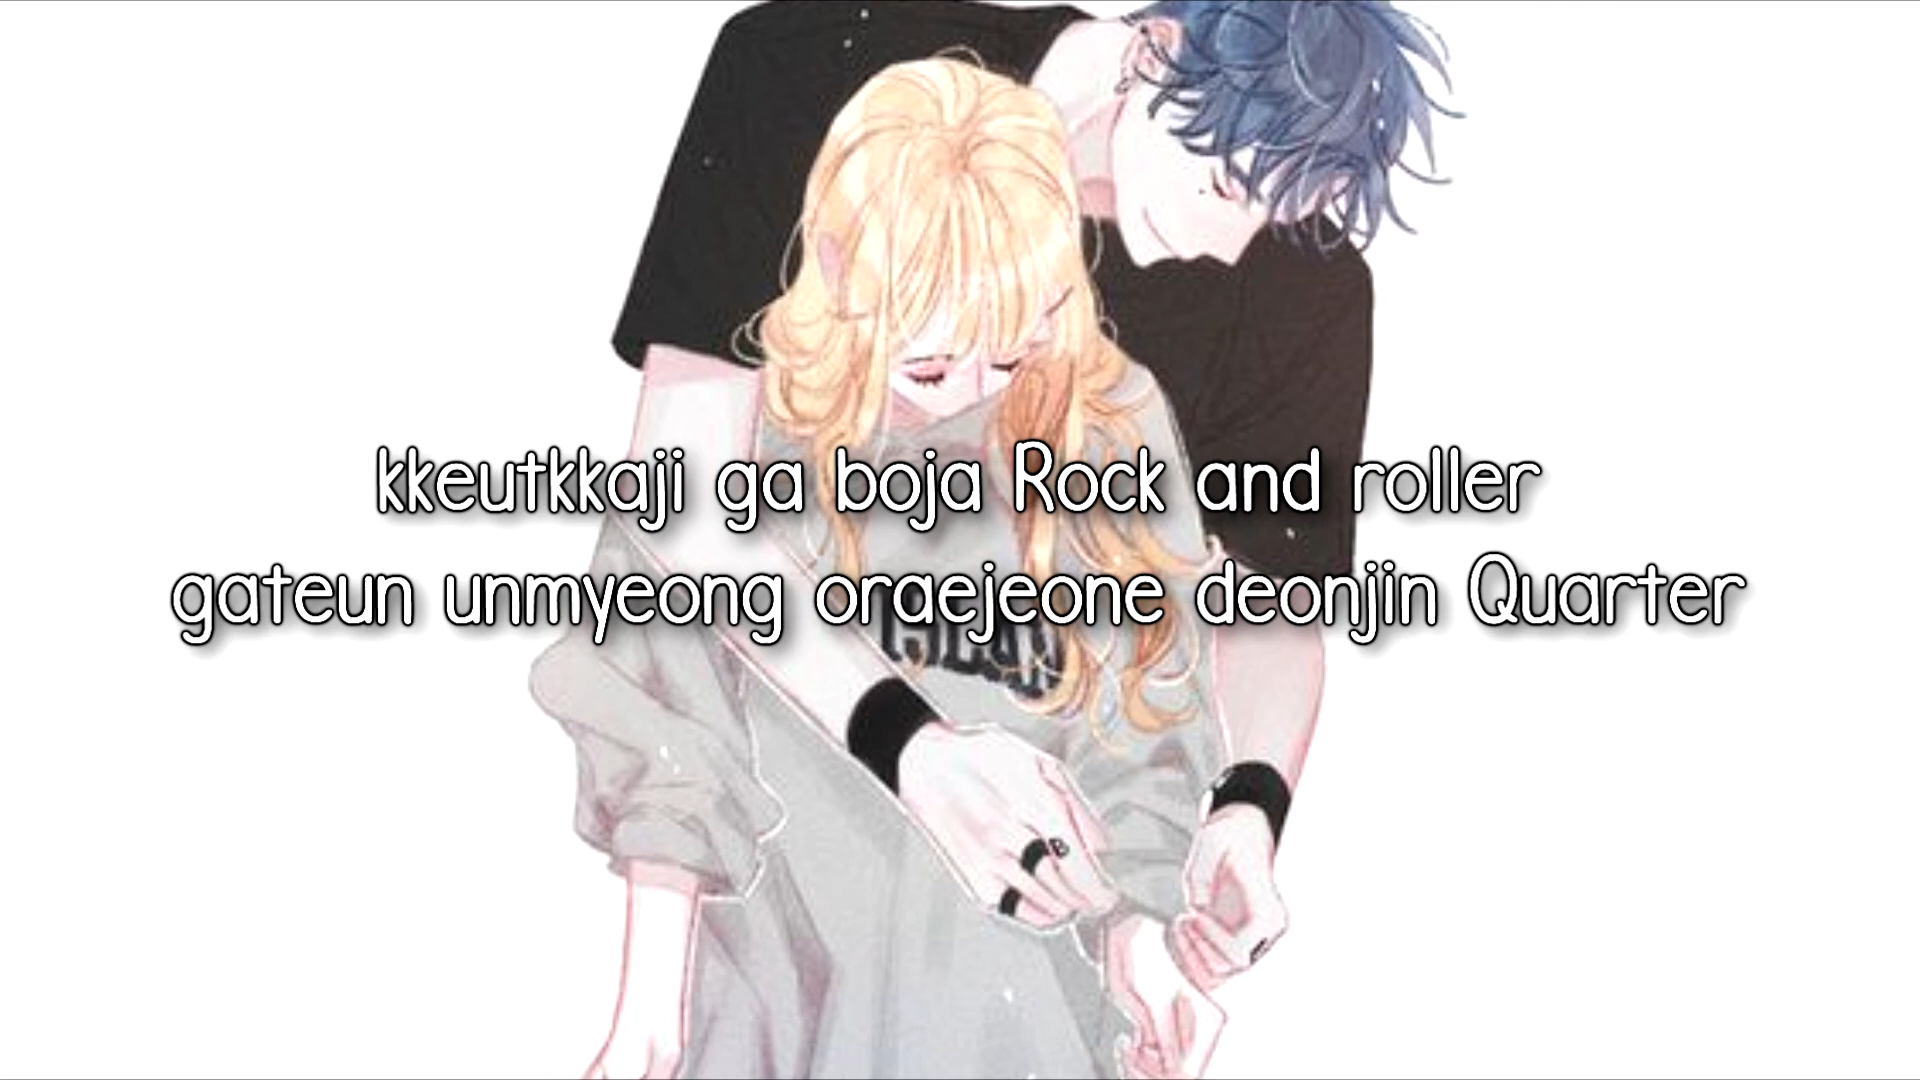 kkeutkkaji ga boja Rock and roller
gateun unmyeong oraejeone deonjin Quarter